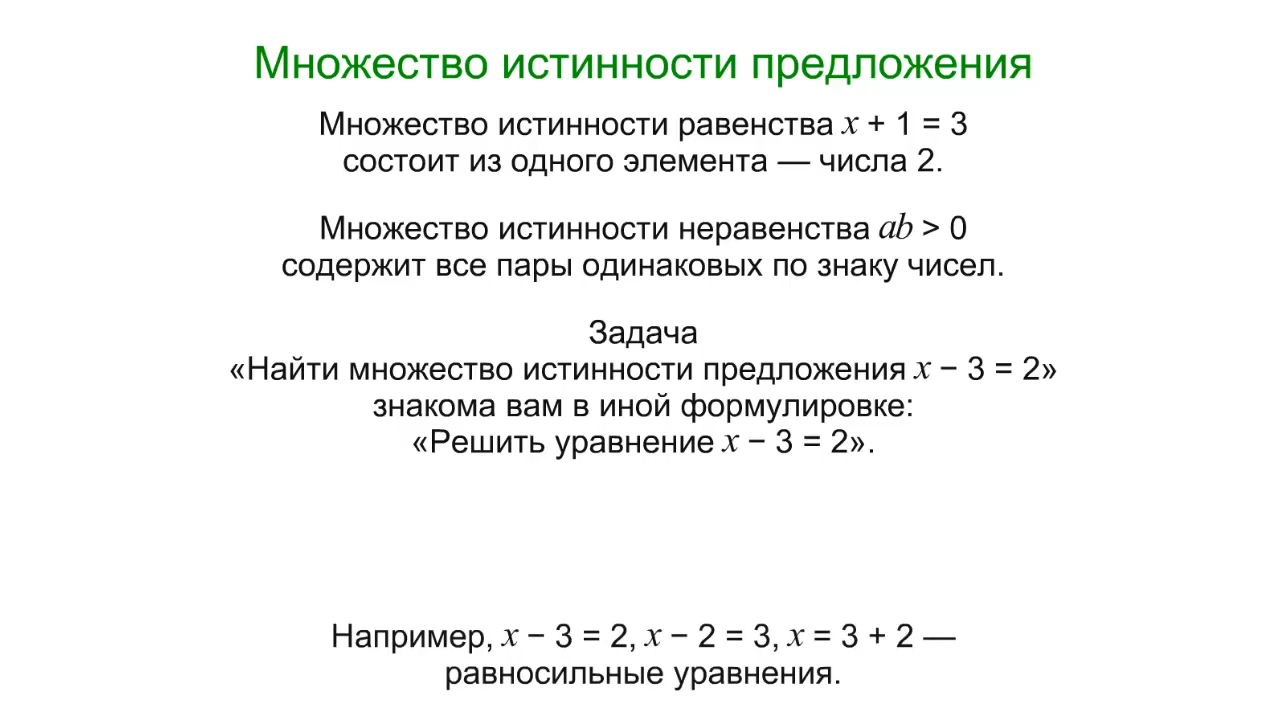 Множество истинности предложения
Множество истинности равенства x + 1 = 3
состоит из одного элемента — числа 2.
Множество истинности неравенства ab > 0
содержит все пары одинаковых по знаку чисел.
Задача
«Найти множество истинности предложения x − 3 = 2»
знакома вам в иной формулировке:
«Решить уравнение x − 3 = 2».
Например, x − 3 = 2, x − 2 = 3, x = 3 + 2 —
равносильные уравнения.